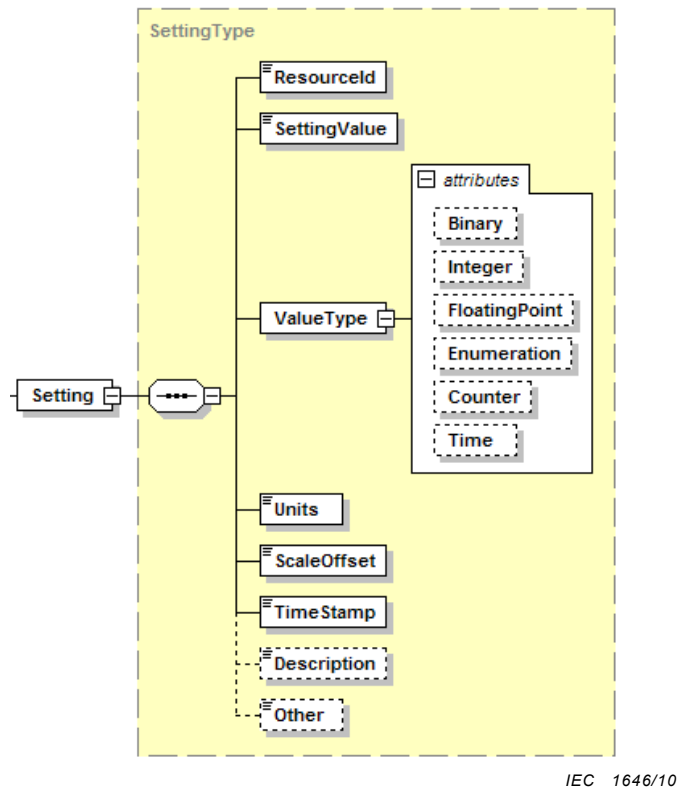 SettingType
ResourceId
SettingValue
attributes
Binary
Integer
FloatingPoint
ValueType
Enumeration
Setting
Counter
Time
Units
ScaleOffset
TimeStamp
Description
Other
IEC 1646/10